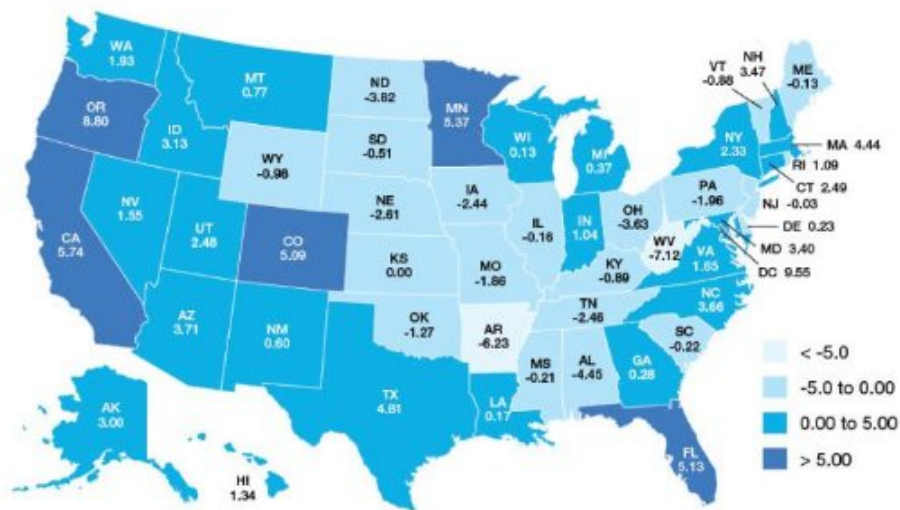 WA
1.93
OR
8.80
CA
5.74
ID
3.13
NV
1.55
MT
0.77
WY
-0.98
UT
2.48
CO
5.09
AZ
3.71
NM
0.60
ND
-3.82
SD
-0.51
NE
-2.61
KS
0.00
OK
-1.27
TX
4.81
MN
5.37
IA
-2.44
MO
-1.86
AR
-6.23
LA
0.17
WI
0.13
IL
-0.16
MI
0.37
IN
1.04
OH
-3.63
KY
-0.89
TN
-2.46
MS
-0.21
AL
-4.45
GA
0.28
FL
5.13
SC
-0.22
NC
3.66
VA
1.65
WV
-7.12
PA
-1.96
NY
2.33
VT
-0.88
NH
3.47
ME
-0.13
MA 4.44
RI 1.09
CT 2.49
NJ -0.03
DE 0.23
MD 3.40
DC 9.55
AK
3.00
HI
1.34
< -5.0
-5.0 to 0.00
0.00 to 5.00
> 5.00